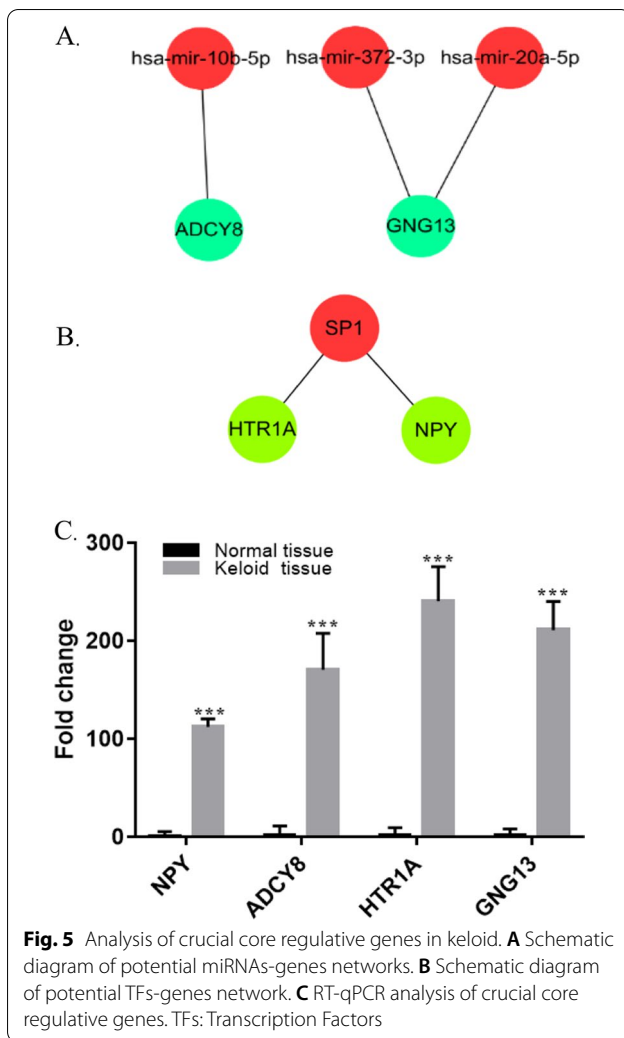 A.
hsa-mir-10b-5p hsa-mir-372-3p hsa-mir-20a-5p
ADCY8 GNG13
B.
SP1
HTR1A NPY
C.
Normal tissue
Keloid tissue
Fold change
300
200
100
0
***
***
***
***
NPY ADCY8 HTR1A GNG13
Fig. 5 Analysis of crucial core regulative genes in keloid. A Schematic
diagram of potential miRNAs-genes networks. B Schematic diagram
of potential TFs-genes network. C RT-qPCR analysis of crucial core
regulative genes. TFs: Transcription Factors